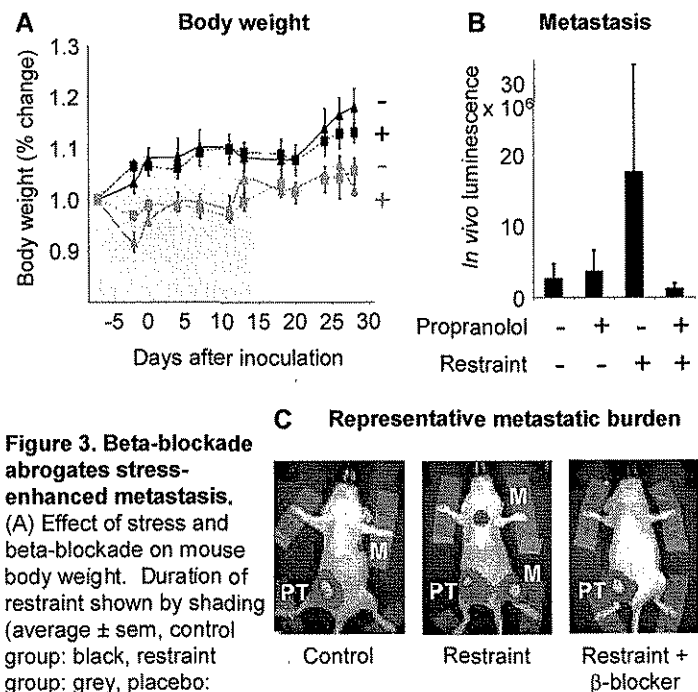 A Body weight
Body weight (% change)
1.3
1.2
1.1
1.0
0.9
-
+
-
+
-5 0 5 10 15 20 25 30
Days after inoculation
B Metastasis
In vivo luminescence
30
x 10⁶
20
10
0
Propranolol - + - +
Restraint - - + +
C Representative metastatic burden
M
PT
Control
M
PT
M
Restraint
PT
Restraint +
β-blocker
Figure 3. Beta-blockade
abrogates stress-
enhanced metastasis.
(A) Effect of stress and
beta-blockade on mouse
body weight. Duration of
restraint shown by shading
(average ± sem, control
group: black, restraint
group: grey, placebo: